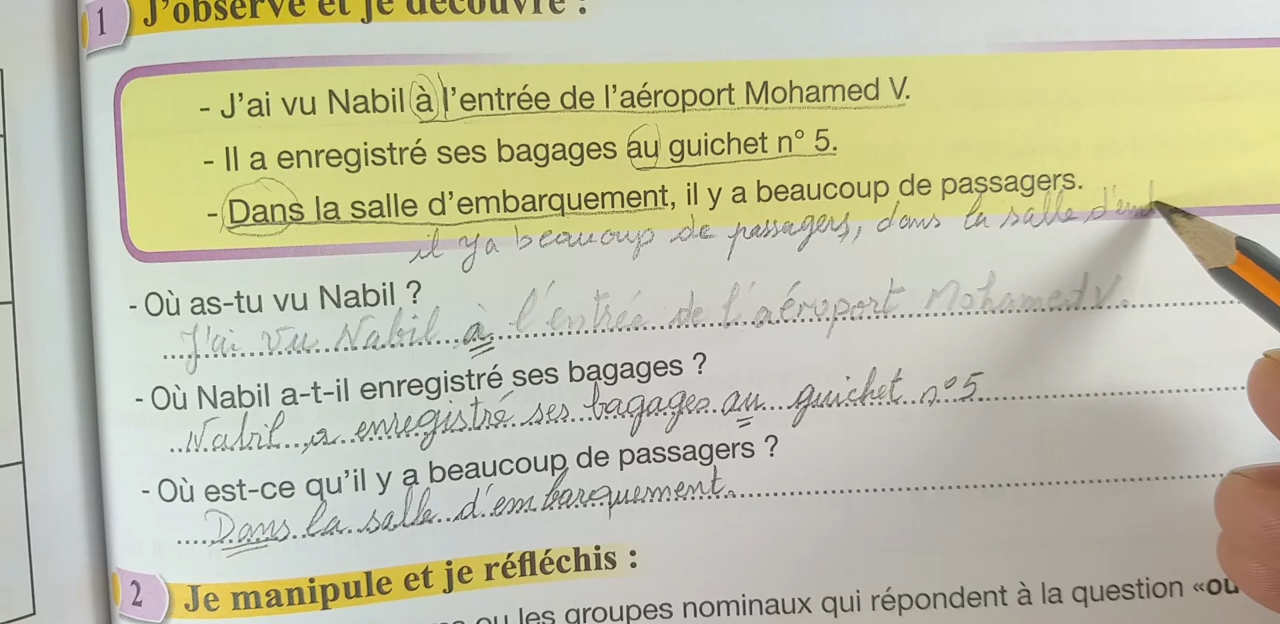 1 J'observe et je découvre :
- J'ai vu Nabil à l'entrée de l'aéroport Mohamed V.
- Il a enregistré ses bagages au guichet n° 5.
- Dans la salle d'embarquement, il y a beaucoup de passagers.
il y a beaucoup de passagers, dans la salle d'emb
- Où as-tu vu Nabil ?
J'ai vu Nabil à l'entrée de l'aéroport Mohamed V.
- Où Nabil a-t-il enregistré ses bagages ?
Nabil a enregistré ses bagages au guichet n°5
- Où est-ce qu'il y a beaucoup de passagers ?
Dans la salle d'embarquement.
2 Je manipule et je réfléchis :
ou les groupes nominaux qui répondent à la question «où